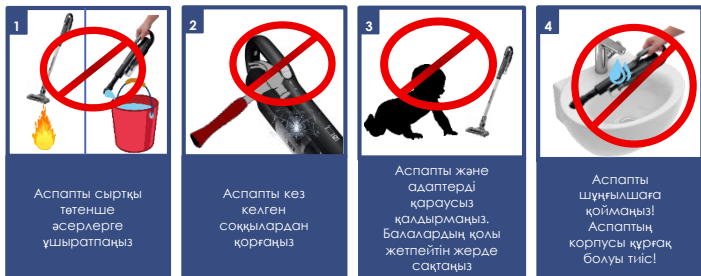 1
Аспапты сыртқы
төтенше
әсерлерге
ұшыратпаңыз
2
Аспапты кез
келген
соққылардан
қорғаңыз
3
Аспапты және
адаптерді
қараусыз
қалдырмаңыз.
Балалардың қолы
жетпейтін жерде
сақтаңыз
4
Аспапты
шұңғылшаға
қоймаңыз!
Аспаптың
корпусы құрғақ
болуы тиіс!